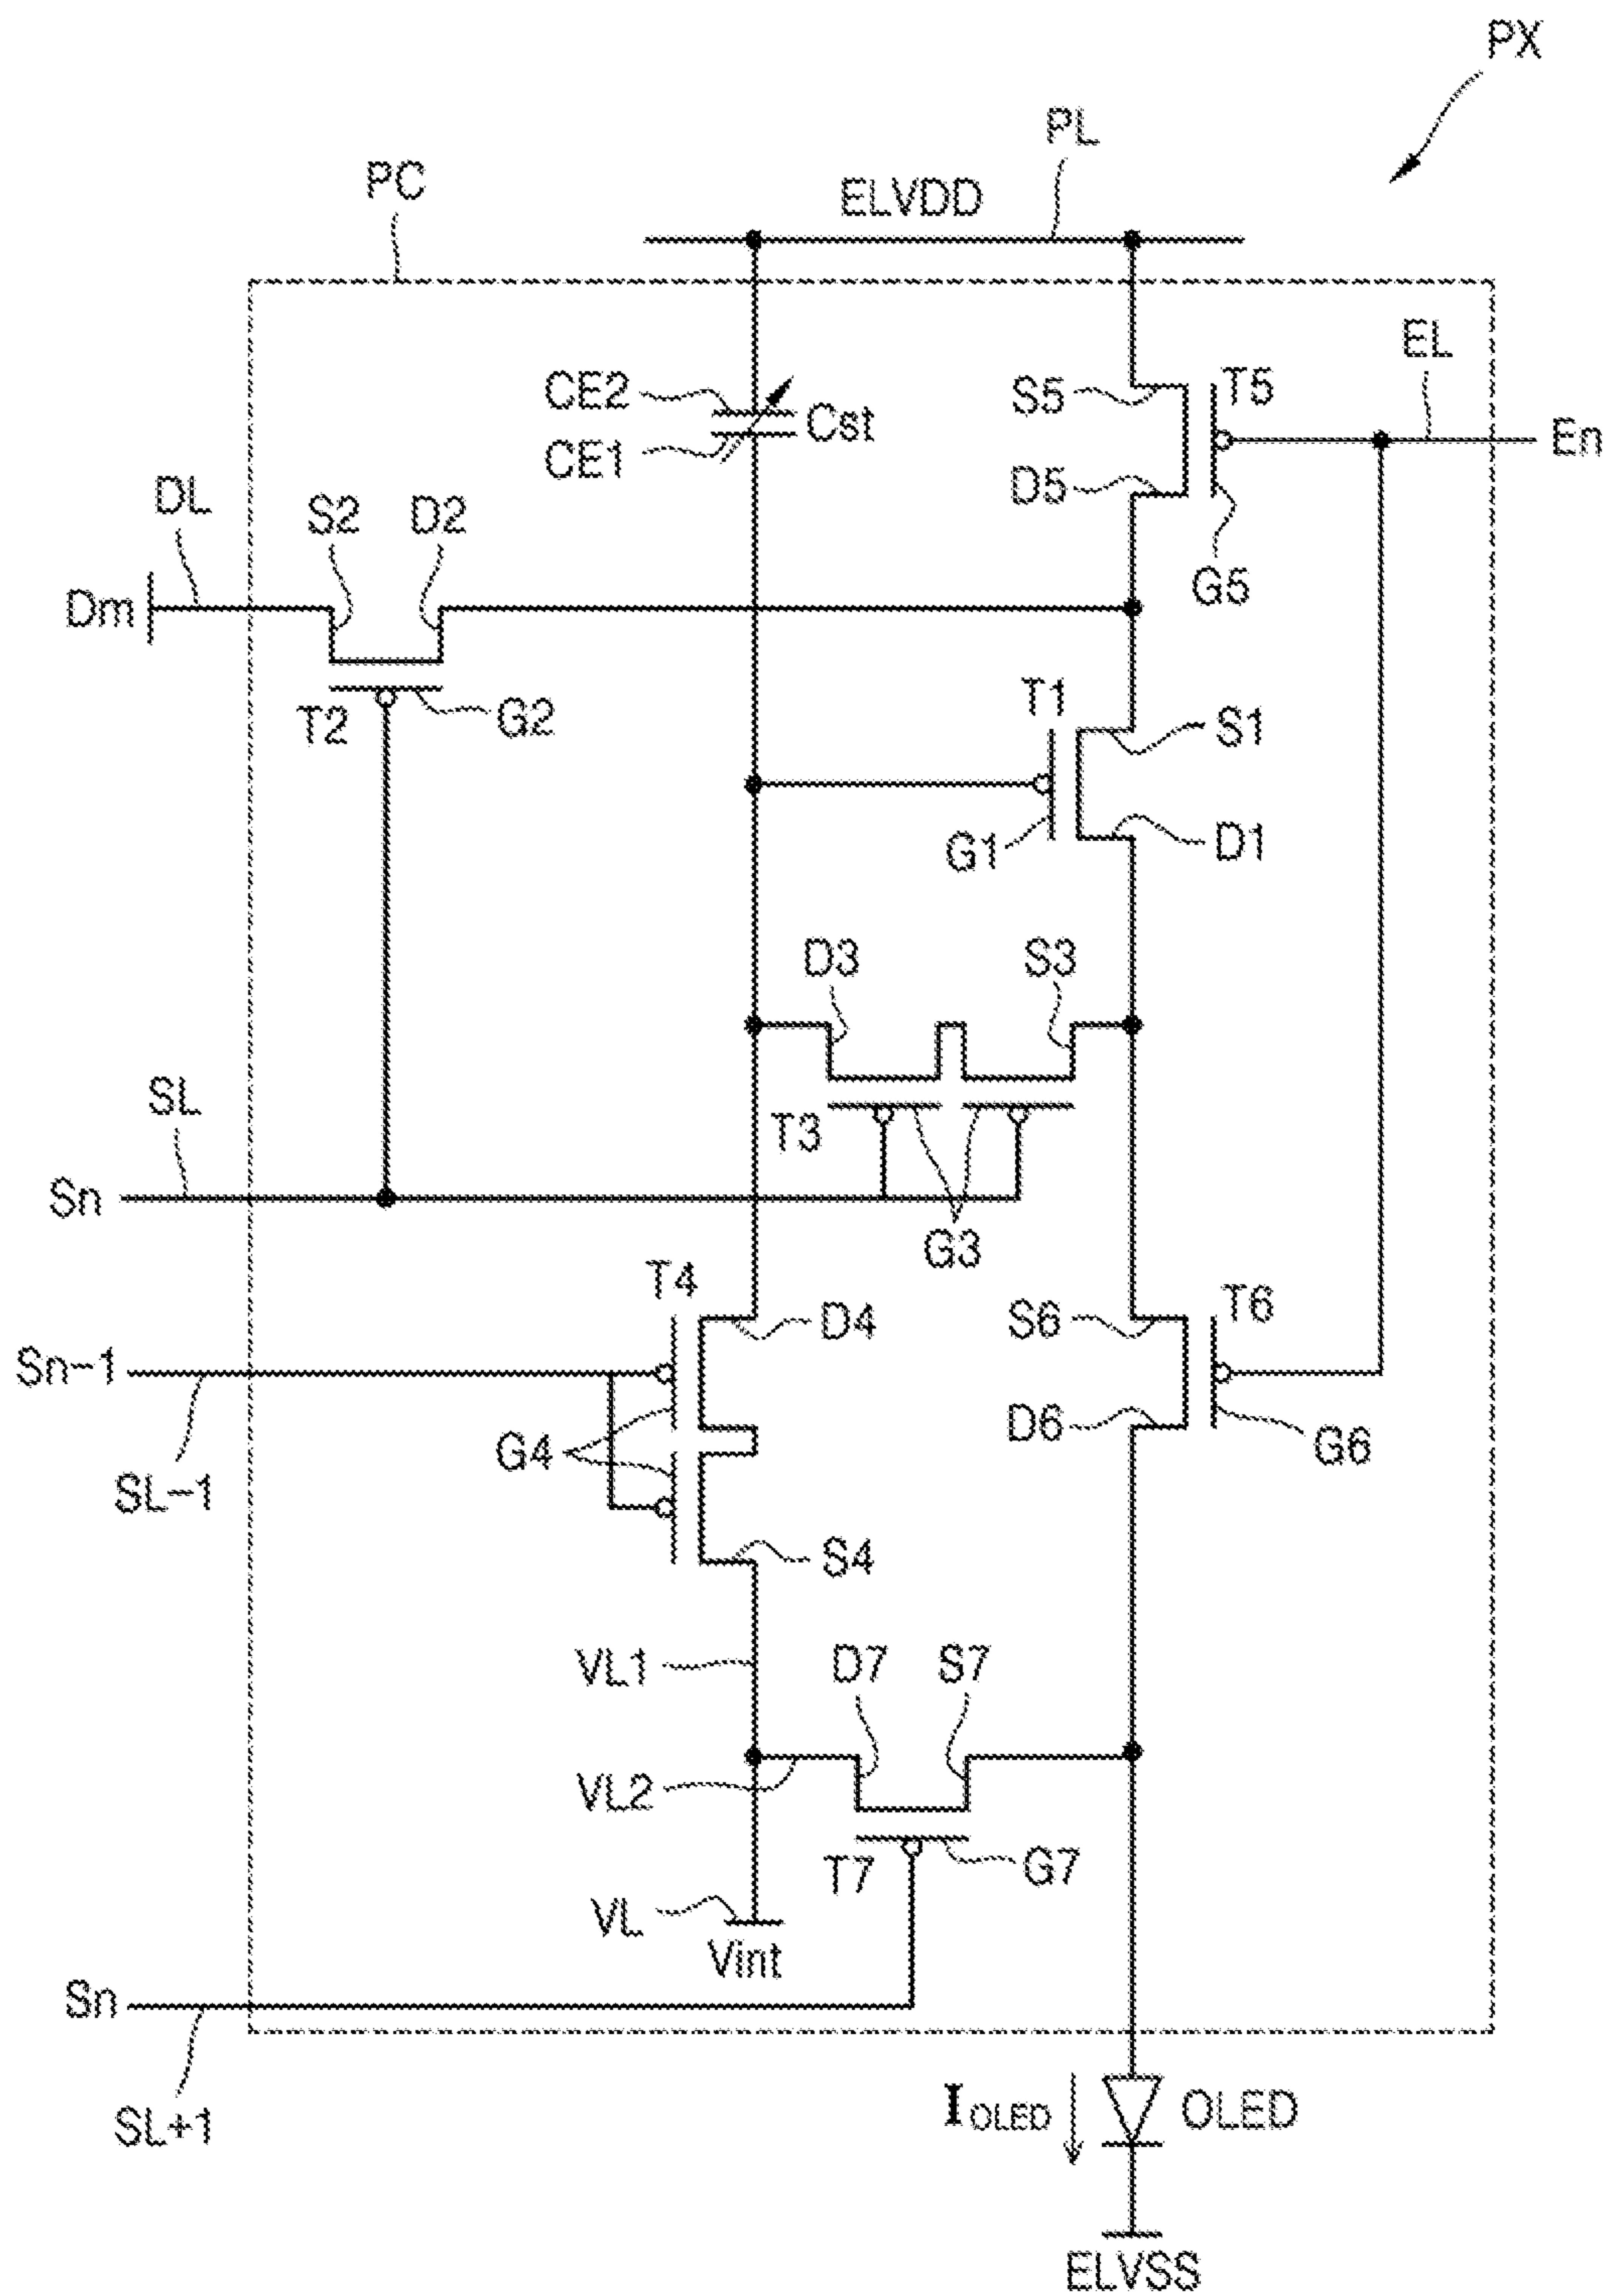 PX
PL
PC
ELVDD
EL
CE2
S5
T5
Cst
En
CE1
D5
DL
S2
D2
G5
Dm
T1
G2
S1
T2
G1
D1
D3
S3
SL
T3
Sn
G3
T4
T6
D4
S6
Sn-1
D6
G4
G6
SL-1
S4
VL1
D7
S7
VL2
T7
G7
VL
Vint
Sn
SL+1
IOLED
OLED
ELVSS